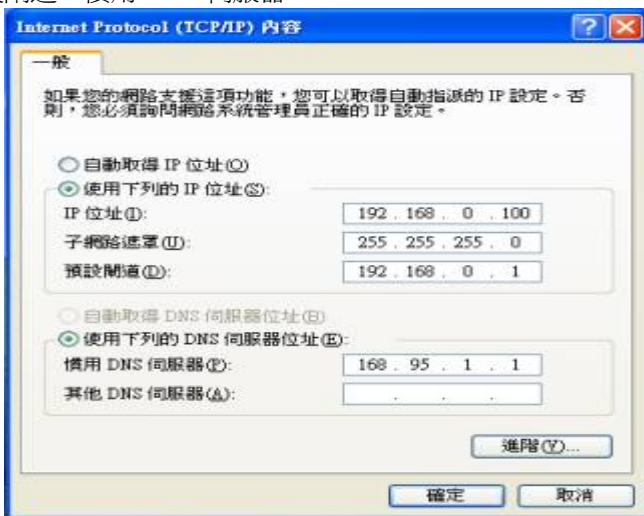 Internet Protocol (TCP/IP) 內容
一般
如果您的網路支援這項功能，您可以取得自動指派的 IP 設定。否
則，您必須詢問網路系統管理員正確的 IP 設定。
自動取得 IP 位址(O)
使用下列的 IP 位址(S):
IP 位址(I): 192 . 168 . 0 . 100
子網路遮罩(U): 255 . 255 . 255 . 0
預設閘道(D): 192 . 168 . 0 . 1
自動取得 DNS 伺服器位址(B)
使用下列的 DNS 伺服器位址(E):
慣用 DNS 伺服器(P): 168 . 95 . 1 . 1
其他 DNS 伺服器(A): . . .
進階(V)...
確定 取消